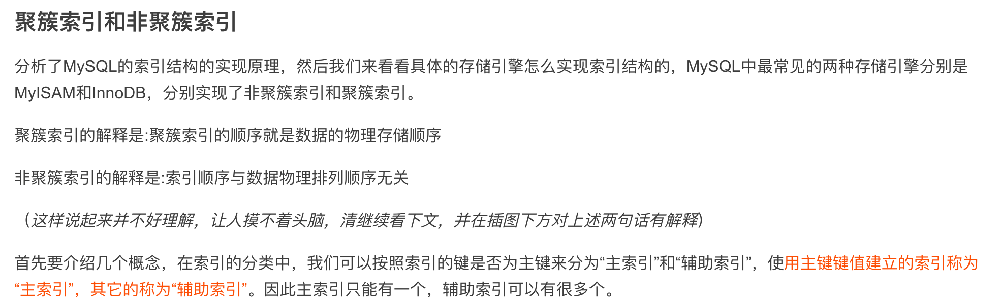 聚簇索引和非聚簇索引
分析了MySQL的索引结构的实现原理，然后我们来看看具体的存储引擎怎么实现索引结构的，MySQL中最常见的两种存储引擎分别是
MyISAM和InnoDB，分别实现了非聚簇索引和聚簇索引。
聚簇索引的解释是:聚簇索引的顺序就是数据的物理存储顺序
非聚簇索引的解释是:索引顺序与数据物理排列顺序无关
（这样说起来并不好理解，让人摸不着头脑，清继续看下文，并在插图下方对上述两句话有解释）
首先要介绍几个概念，在索引的分类中，我们可以按照索引的键是否为主键来分为“主索引”和“辅助索引”，使用主键键值建立的索引称为
“主索引”，其它的称为“辅助索引”。因此主索引只能有一个，辅助索引可以有很多个。